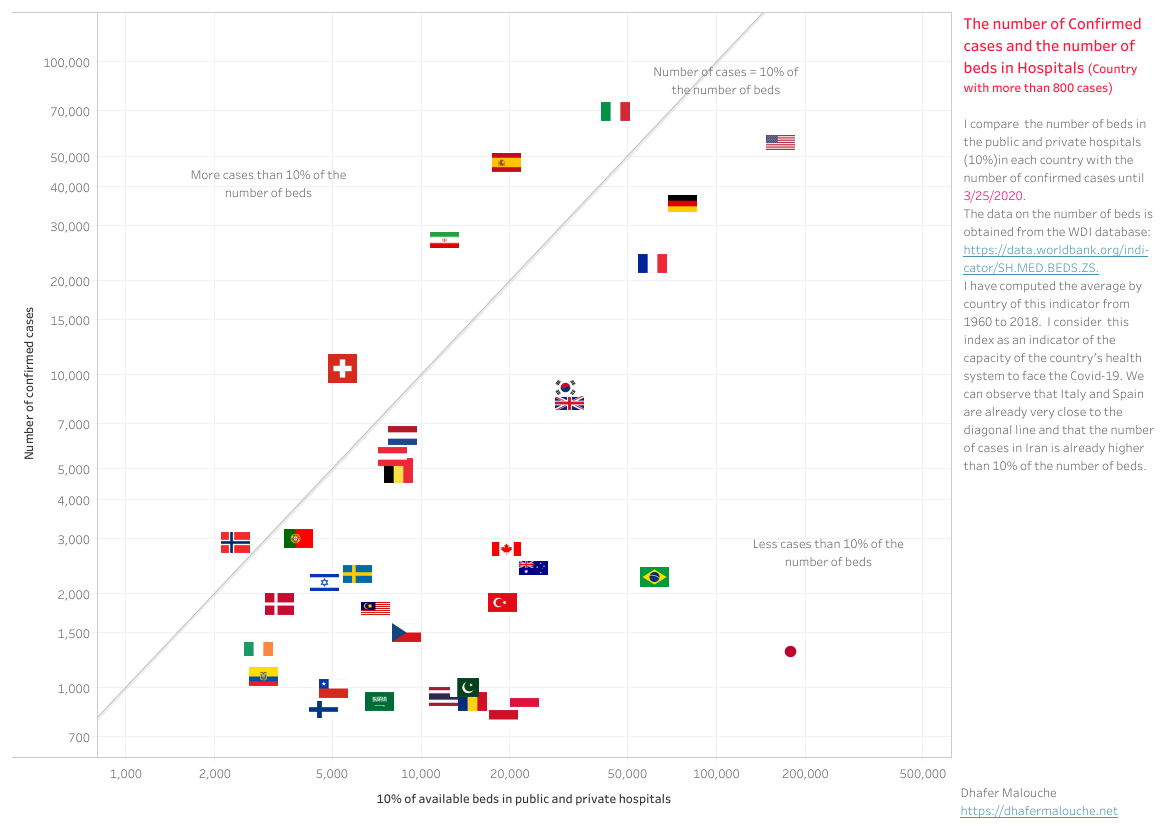 The number of Confirmed
cases and the number of
beds in Hospitals (Country
with more than 800 cases)
I compare the number of beds in
the public and private hospitals
(10%)in each country with the
number of confirmed cases until
3/25/2020.
The data on the number of beds is
obtained from the WDI database:
https://data.worldbank.org/indi-
cator/SH.MED.BEDS.ZS.
I have computed the average by
country of this indicator from
1960 to 2018. I consider this
index as an indicator of the
capacity of the country's health
system to face the Covid-19. We
can observe that Italy and Spain
are already very close to the
diagonal line and that the number
of cases in Iran is already higher
than 10% of the number of beds.
Number of confirmed cases
100,000
70,000
50,000
40,000
30,000
20,000
15,000
10,000
7,000
5,000
4,000
3,000
2,000
1,500
1,000
700
Number of cases = 10% of
the number of beds
More cases than 10% of the
number of beds
Less cases than 10% of the
number of beds
1,000
2,000
5,000
10,000
20,000
50,000
100,000
200,000
500,000
10% of available beds in public and private hospitals
Dhafer Malouche
https://dhafermalouche.net